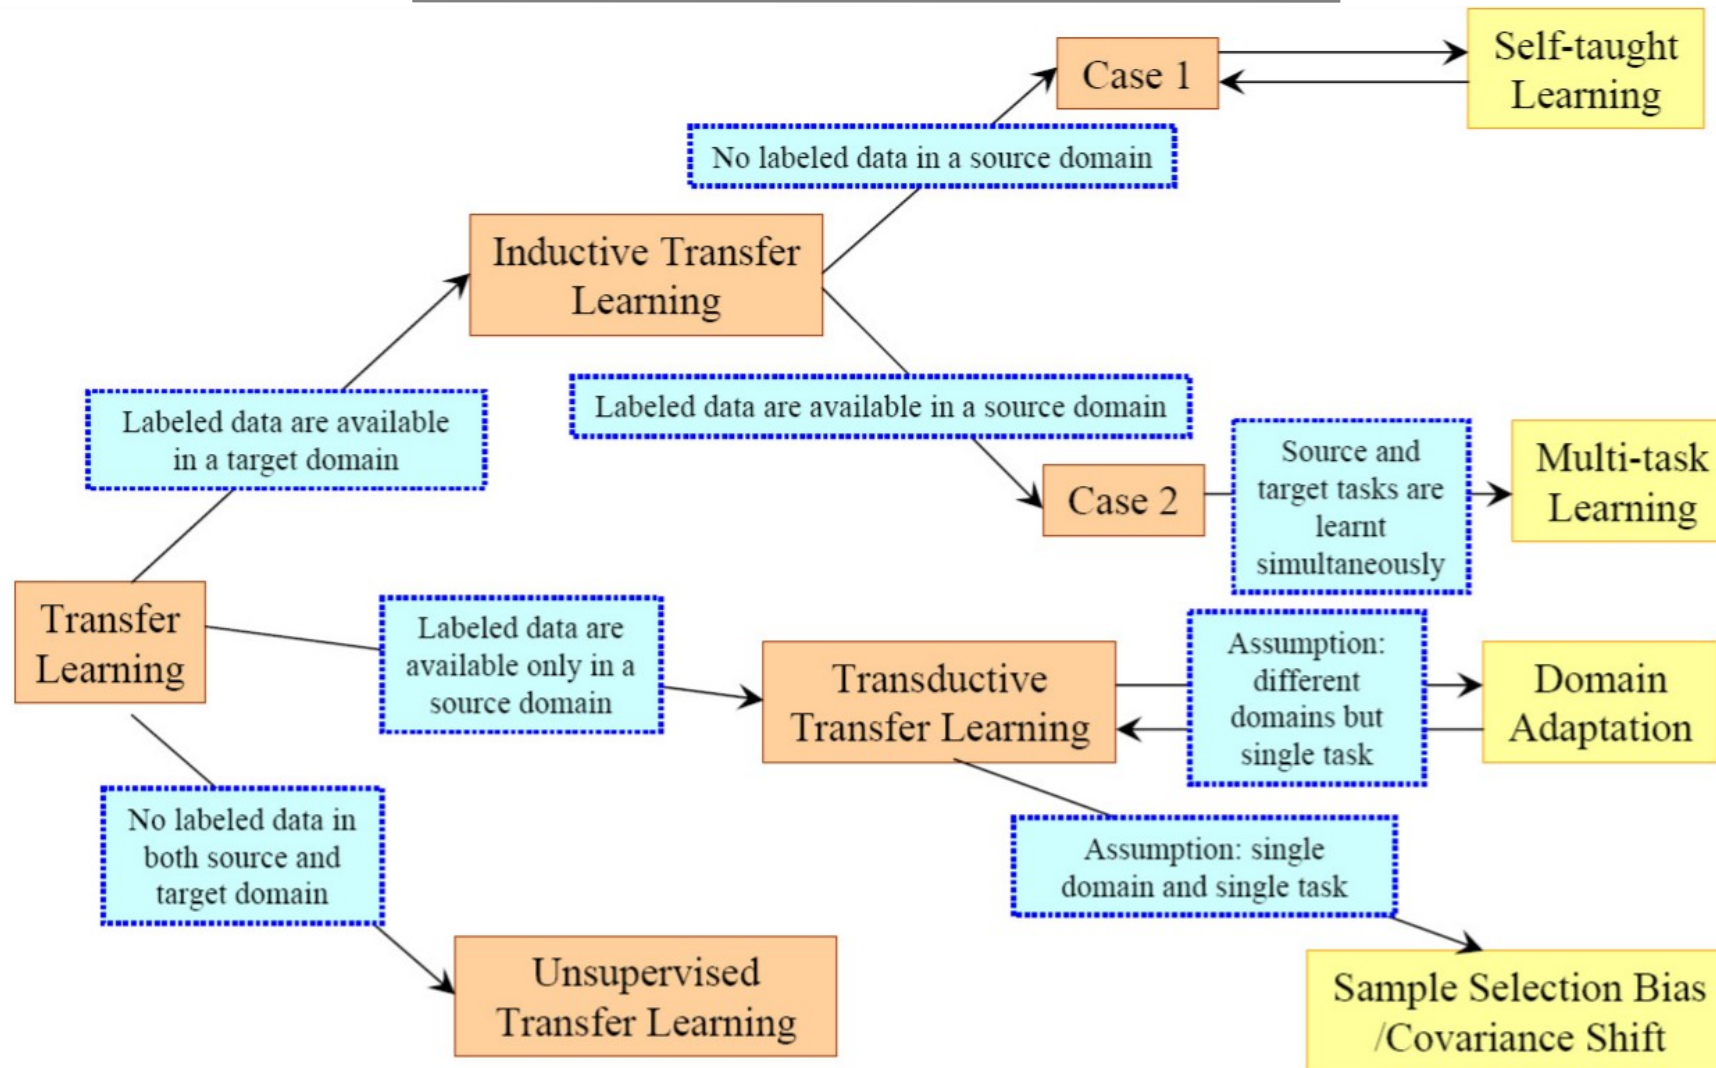 Self-taught
Learning
Case 1
No labeled data in a source domain
Inductive Transfer
Learning
Labeled data are available
in a target domain
Labeled data are available in a source domain
Case 2
Source and
target tasks are
learnt
simultaneously
Multi-task
Learning
Transfer
Learning
Labeled data are
available only in a
source domain
Transductive
Transfer Learning
Assumption:
different
domains but
single task
Domain
Adaptation
No labeled data in
both source and
target domain
Assumption: single
domain and single task
Unsupervised
Transfer Learning
Sample Selection Bias
/Covariance Shift